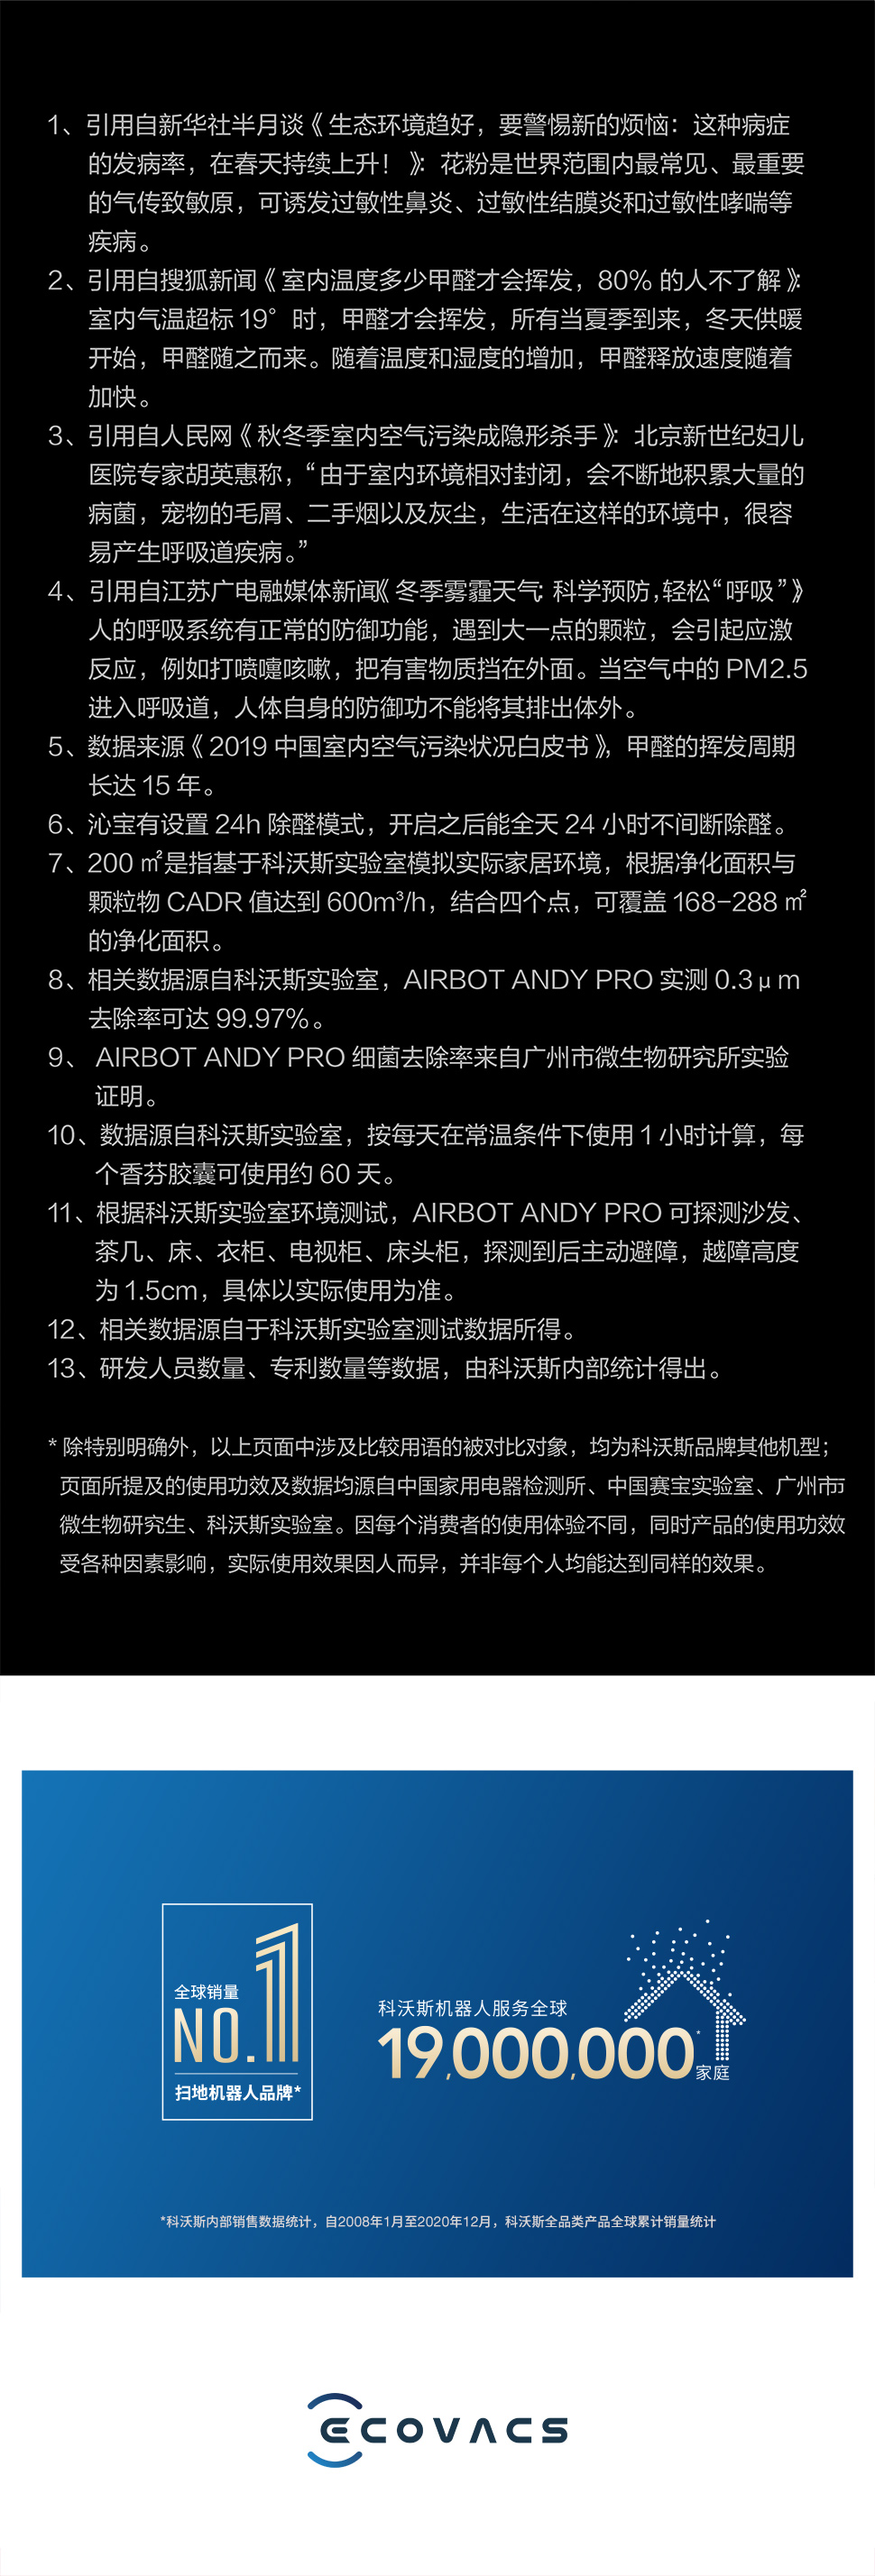 1、引用自新华社半月谈《生态环境趋好，要警惕新的烦恼：这种病症
的发病率，在春天持续上升！》：花粉是世界范围内最常见、最重要
的气传致敏原，可诱发过敏性鼻炎、过敏性结膜炎和过敏性哮喘等
疾病。
2、引用自搜狐新闻《室内温度多少甲醛才会挥发，80% 的人不了解》：
室内气温超标 19° 时，甲醛才会挥发，所有当夏季到来，冬天供暖
开始，甲醛随之而来。随着温度和湿度的增加，甲醛释放速度随着
加快。
3、引用自人民网《秋冬季室内空气污染成隐形杀手》：北京新世纪妇儿
医院专家胡英惠称，“由于室内环境相对封闭，会不断地积累大量的
病菌，宠物的毛屑、二手烟以及灰尘，生活在这样的环境中，很容
易产生呼吸道疾病。”
4、引用自江苏广电融媒体新闻《冬季雾霾天气：科学预防，轻松“呼吸”》
人的呼吸系统有正常的防御功能，遇到大一点的颗粒，会引起应激
反应，例如打喷嚏咳嗽，把有害物质挡在外面。当空气中的 PM2.5
进入呼吸道，人体自身的防御功不能将其排出体外。
5、数据来源《2019 中国室内空气污染状况白皮书》，甲醛的挥发周期
长达 15 年。
6、沁宝有设置 24h 除醛模式，开启之后能全天 24 小时不间断除醛。
7、200 ㎡是指基于科沃斯实验室模拟实际家居环境，根据净化面积与
颗粒物 CADR 值达到 600m³/h，结合四个点，可覆盖 168-288 ㎡
的净化面积。
8、相关数据源自科沃斯实验室，AIRBOT ANDY PRO 实测 0.3 μ m
去除率可达 99.97%。
9、 AIRBOT ANDY PRO 细菌去除率来自广州市微生物研究所实验
证明。
10、数据源自科沃斯实验室，按每天在常温条件下使用 1 小时计算，每
个香芬胶囊可使用约 60 天。
11、根据科沃斯实验室环境测试，AIRBOT ANDY PRO 可探测沙发、
茶几、床、衣柜、电视柜、床头柜，探测到后主动避障，越障高度
为 1.5cm，具体以实际使用为准。
12、相关数据源自于科沃斯实验室测试数据所得。
13、研发人员数量、专利数量等数据，由科沃斯内部统计得出。
* 除特别明确外，以上页面中涉及比较用语的被对比对象，均为科沃斯品牌其他机型；
页面所提及的使用功效及数据均源自中国家用电器检测所、中国赛宝实验室、广州市
微生物研究生、科沃斯实验室。因每个消费者的使用体验不同，同时产品的使用功效
受各种因素影响，实际使用效果因人而异，并非每个人均能达到同样的效果。
全球销量
NO.1
扫地机器人品牌*
科沃斯机器人服务全球
19,000,000*家庭
*科沃斯内部销售数据统计，自2008年1月至2020年12月，科沃斯全品类产品全球累计销量统计
ECOVACS